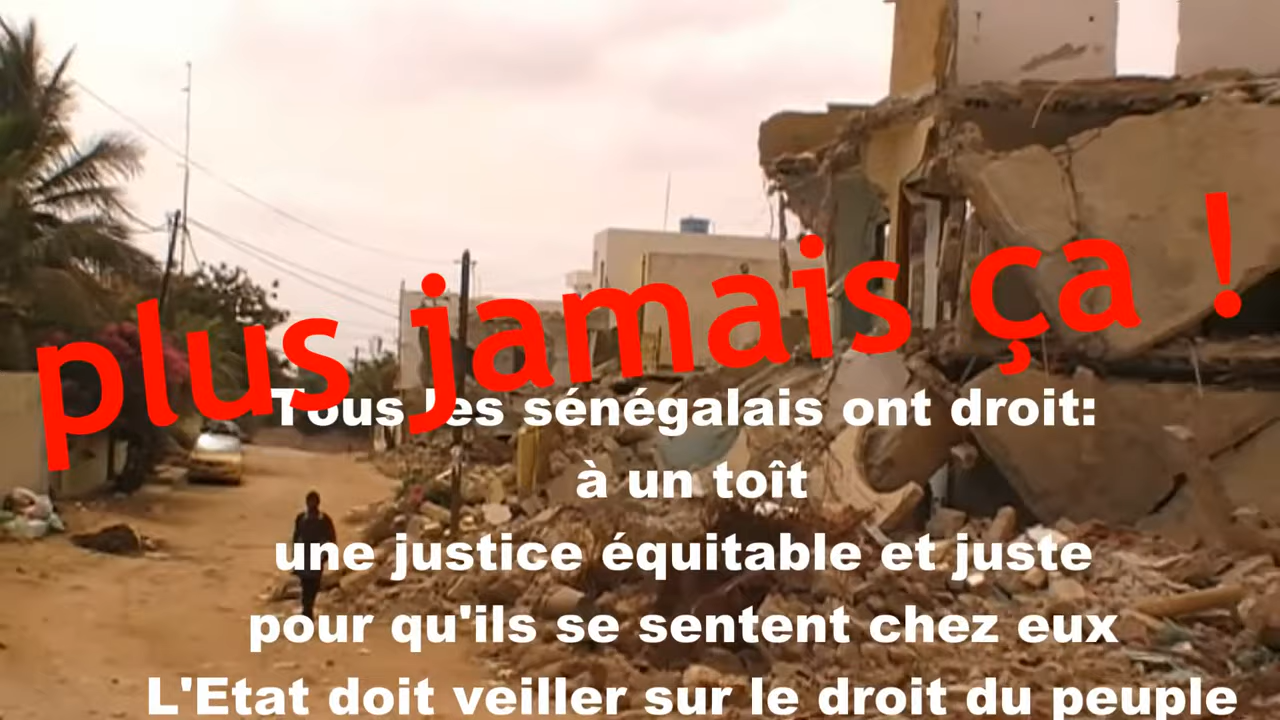 plus jamais ça !
Tous les sénégalais ont droit:
à un toît
une justice équitable et juste
pour qu'ils se sentent chez eux
L'Etat doit veiller sur le droit du peuple